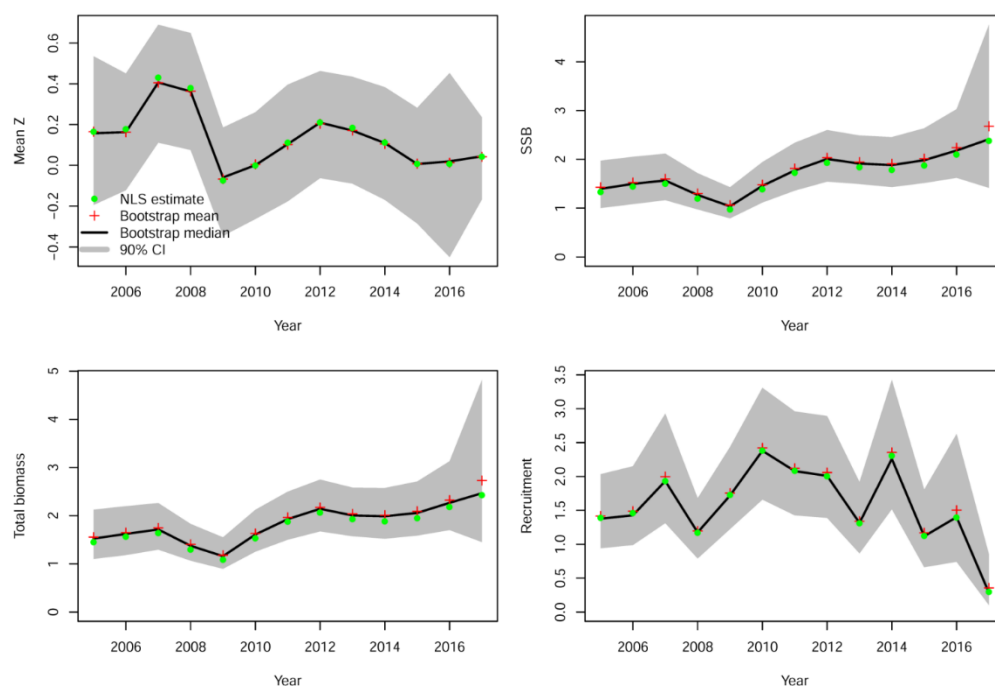 Mean Z
0.6
0.4
0.2
0.0
−0.2
−0.4
NLS estimate
Bootstrap mean
Bootstrap median
90% CI
2006 2008 2010 2012 2014 2016
Year
SSB
4
3
2
1
0
2006 2008 2010 2012 2014 2016
Year
Total biomass
5
4
3
2
1
0
2006 2008 2010 2012 2014 2016
Year
Recruitment
3.5
3.0
2.5
2.0
1.5
1.0
0.5
0.0
2006 2008 2010 2012 2014 2016
Year